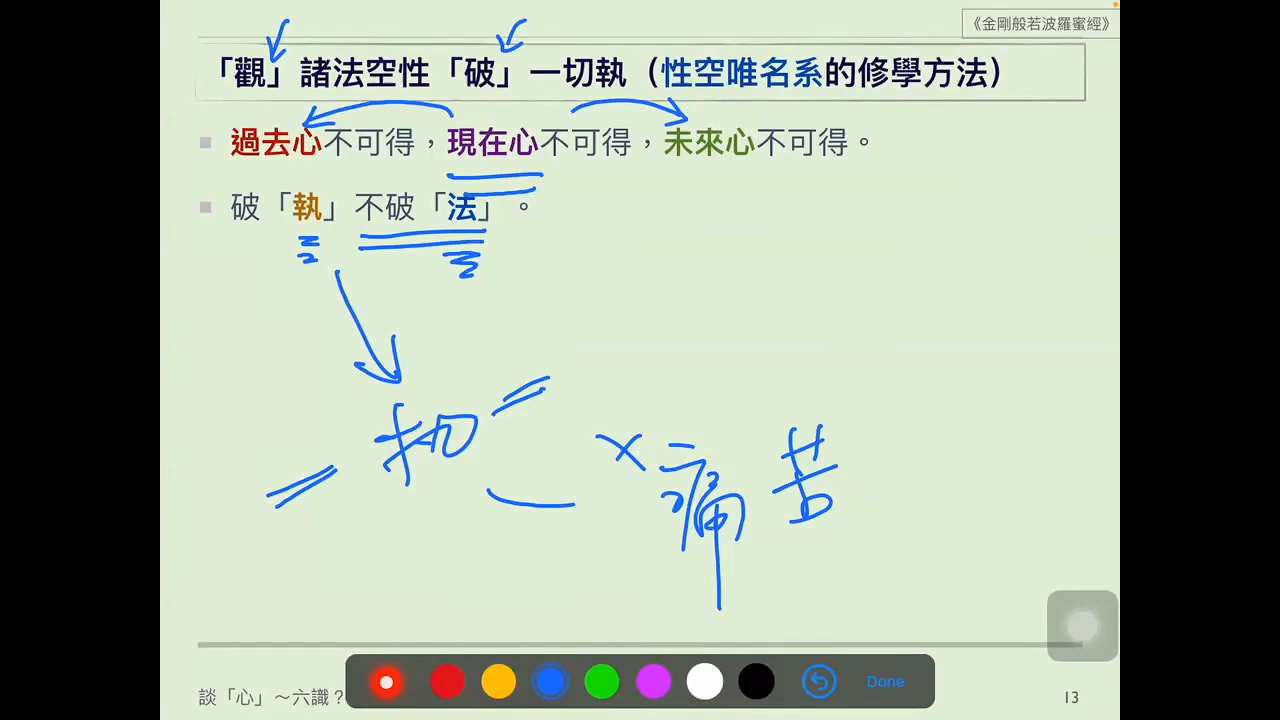 《金剛般若波羅蜜經》
「觀」諸法空性「破」一切執（性空唯名系的修學方法）
過去心不可得，現在心不可得，未來心不可得。
破「執」不破「法」。
痛苦
Done
談「心」～六識？
13